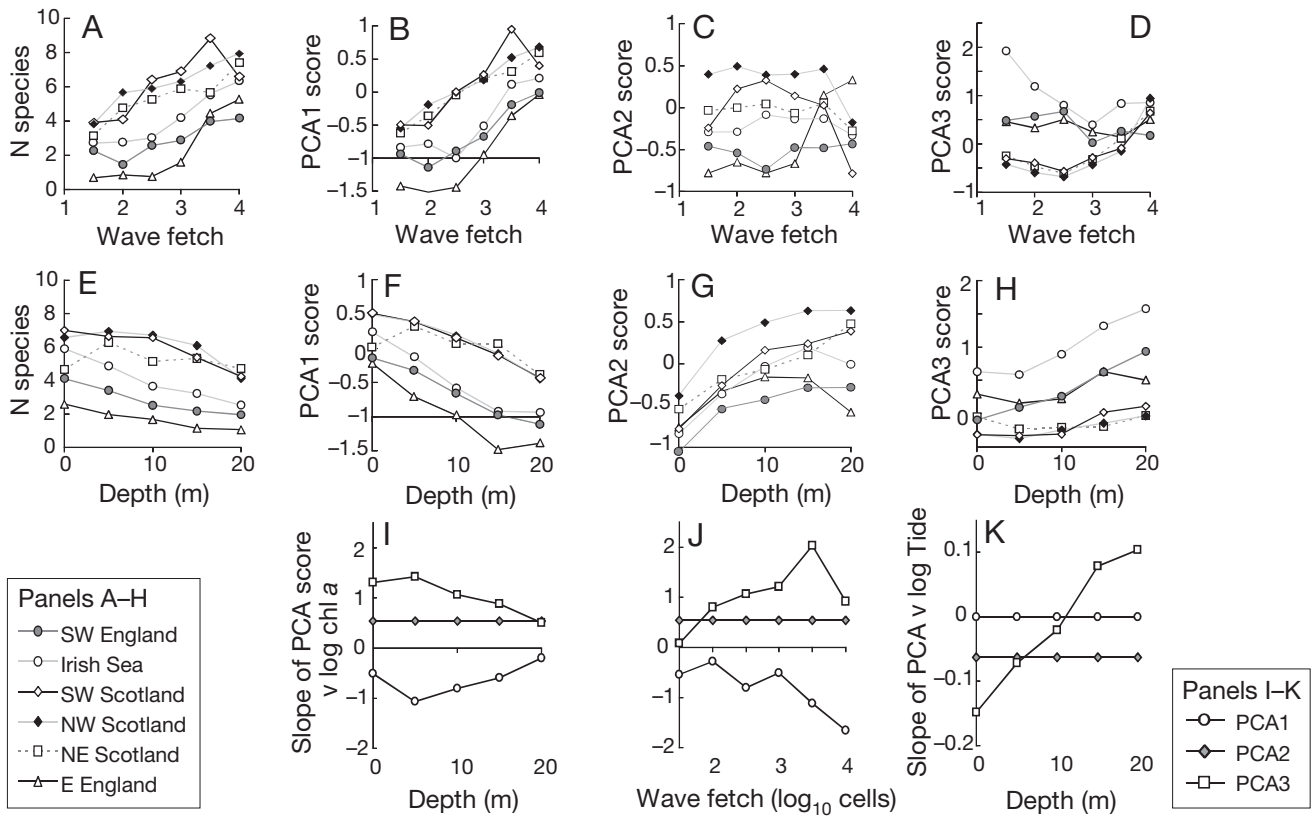 A
N species
10
8
6
4
2
0
1
2
3
4
Wave fetch
B
PCA1 score
1
0.5
0
−0.5
−1
−1.5
1
2
3
4
Wave fetch
C
PCA2 score
1
0.5
0
−0.5
−1
1
2
3
4
Wave fetch
D
PCA3 score
2
1
0
−1
1
2
3
4
Wave fetch
E
N species
10
8
6
4
2
0
0
10
20
Depth (m)
F
PCA1 score
1
0.5
0
−0.5
−1
−1.5
0
10
20
Depth (m)
G
PCA2 score
1
0.5
0
−0.5
−1
0
10
20
Depth (m)
H
PCA3 score
2
1
0
0
10
20
Depth (m)
Panels A–H
SW England
Irish Sea
SW Scotland
NW Scotland
NE Scotland
E England
I
Slope of PCA score
v log chl a
2
1
0
−1
−2
0
10
20
Depth (m)
J
2
1
0
−1
−2
2
3
4
Wave fetch (log10 cells)
K
Slope of PCA v log Tide
0.1
0
−0.1
−0.2
0
10
20
Depth (m)
Panels I–K
PCA1
PCA2
PCA3